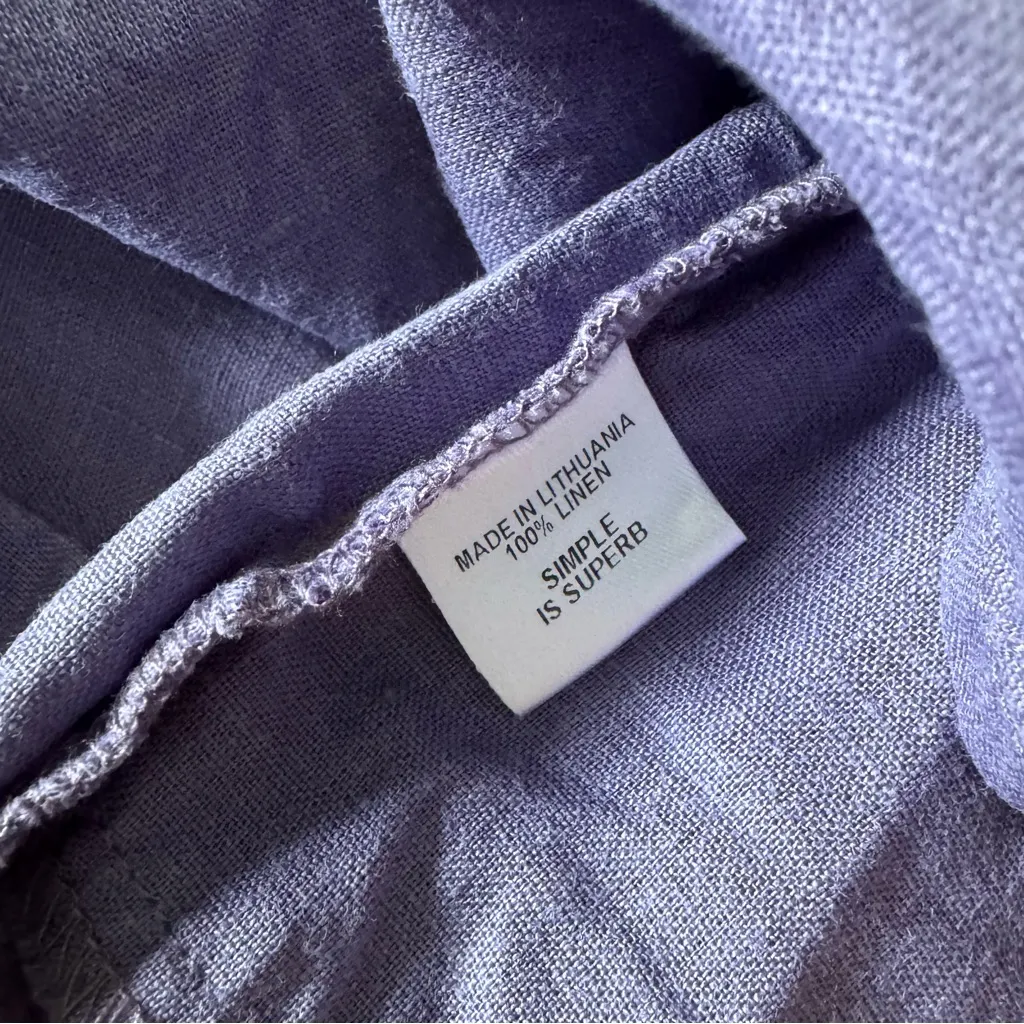 MADE IN LITHUANIA
100% LINEN
SIMPLE
IS SUPERB